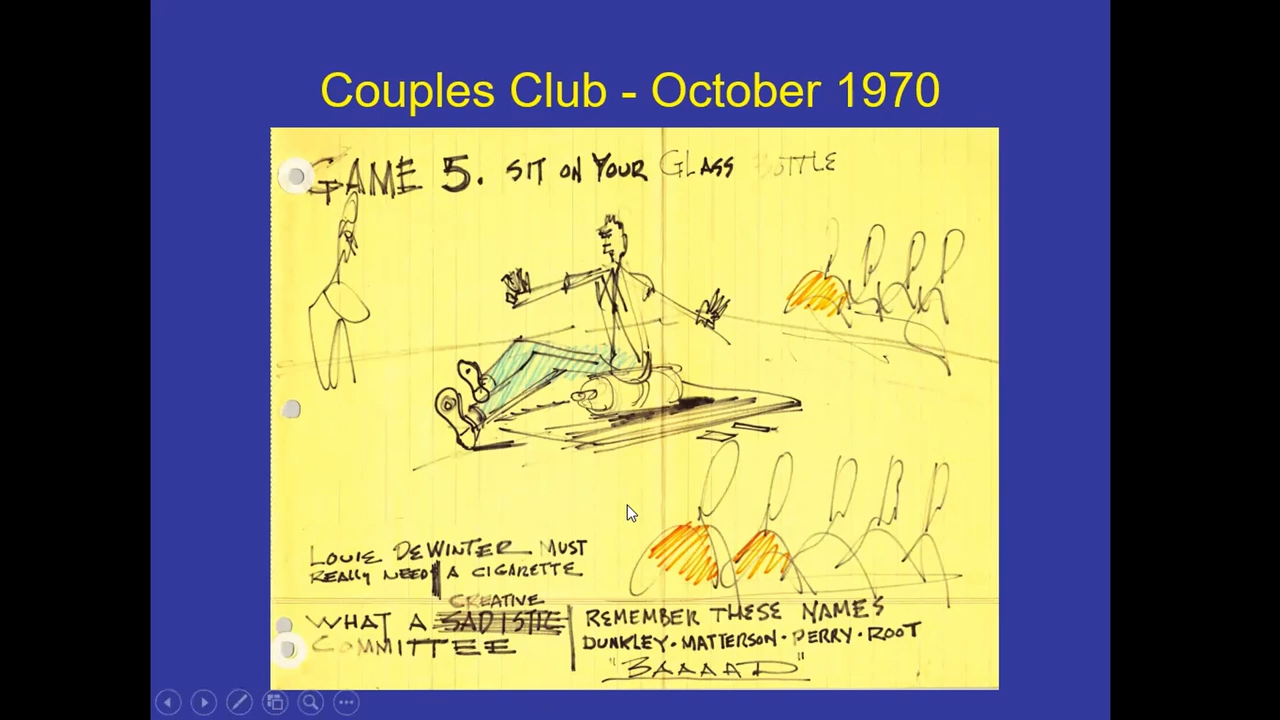 Couples Club - October 1970
GAME 5. SIT ON YOUR GLASS BOTTLE
LOUIE DEWINTER MUST
REALLY NEED A CIGARETTE
CREATIVE
WHAT A SADISTIC
COMMITTEE
REMEMBER THESE NAMES
DUNKLEY · MATTERSON · PERRY · ROOT
"BAAAAD"